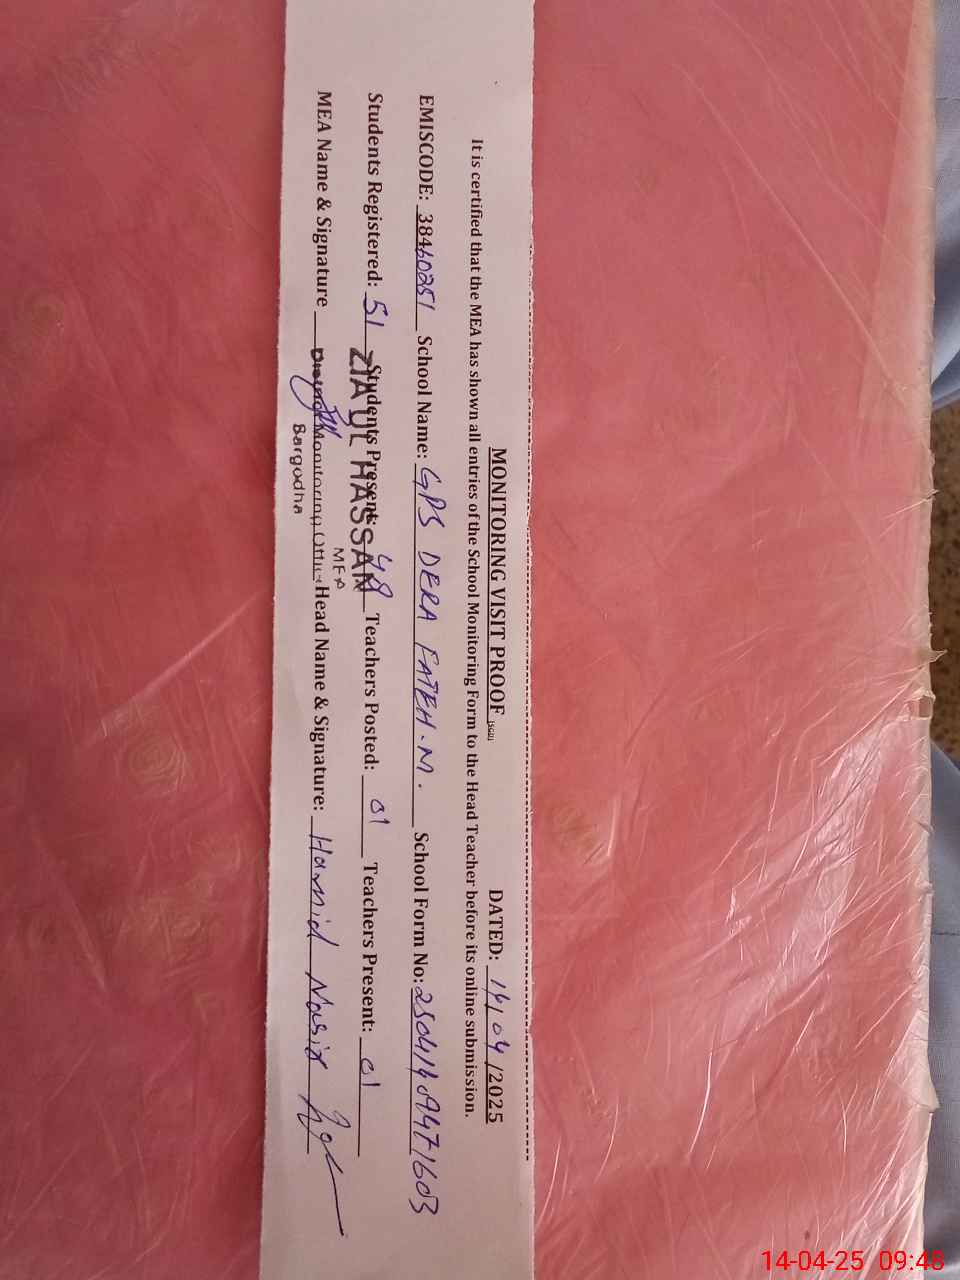 MONITORING VISIT PROOF DATED: 14/04/2025
It is certified that the MEA has shown all entries of the School Monitoring Form to the Head Teacher before its online submission.
EMISCODE: 38460251 School Name: GPS DERA FATEH.M. School Form No:
Students Registered: 51 Students Present: 48 Teachers Posted: 01 Teachers Present: 01
ZIA UL HASSAN
MEA
MEA Name & Signature Head Name & Signature: Hamid Nasir
Monitoring
Sargodha
14-04-25 09:48